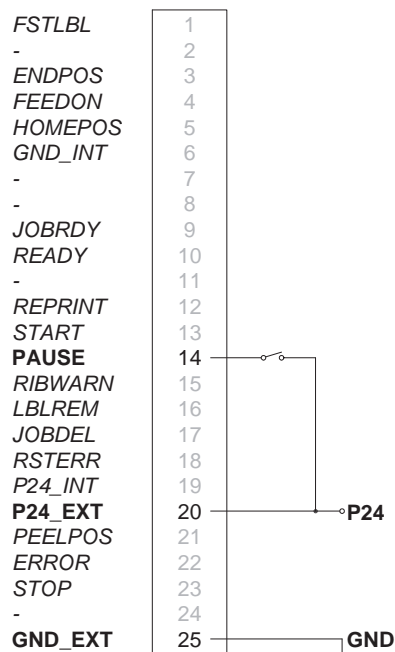 FSTLBL 1
- 2
ENDPOS 3
FEEDON 4
HOMEPOS 5
GND_INT 6
- 7
- 8
JOBRDY 9
READY 10
- 11
REPRINT 12
START 13
PAUSE 14
RIBWARN 15
LBLREM 16
JOBDEL 17
RSTERR 18
P24_INT 19
P24_EXT 20 P24
PEELPOS 21
ERROR 22
STOP 23
- 24
GND_EXT 25 GND